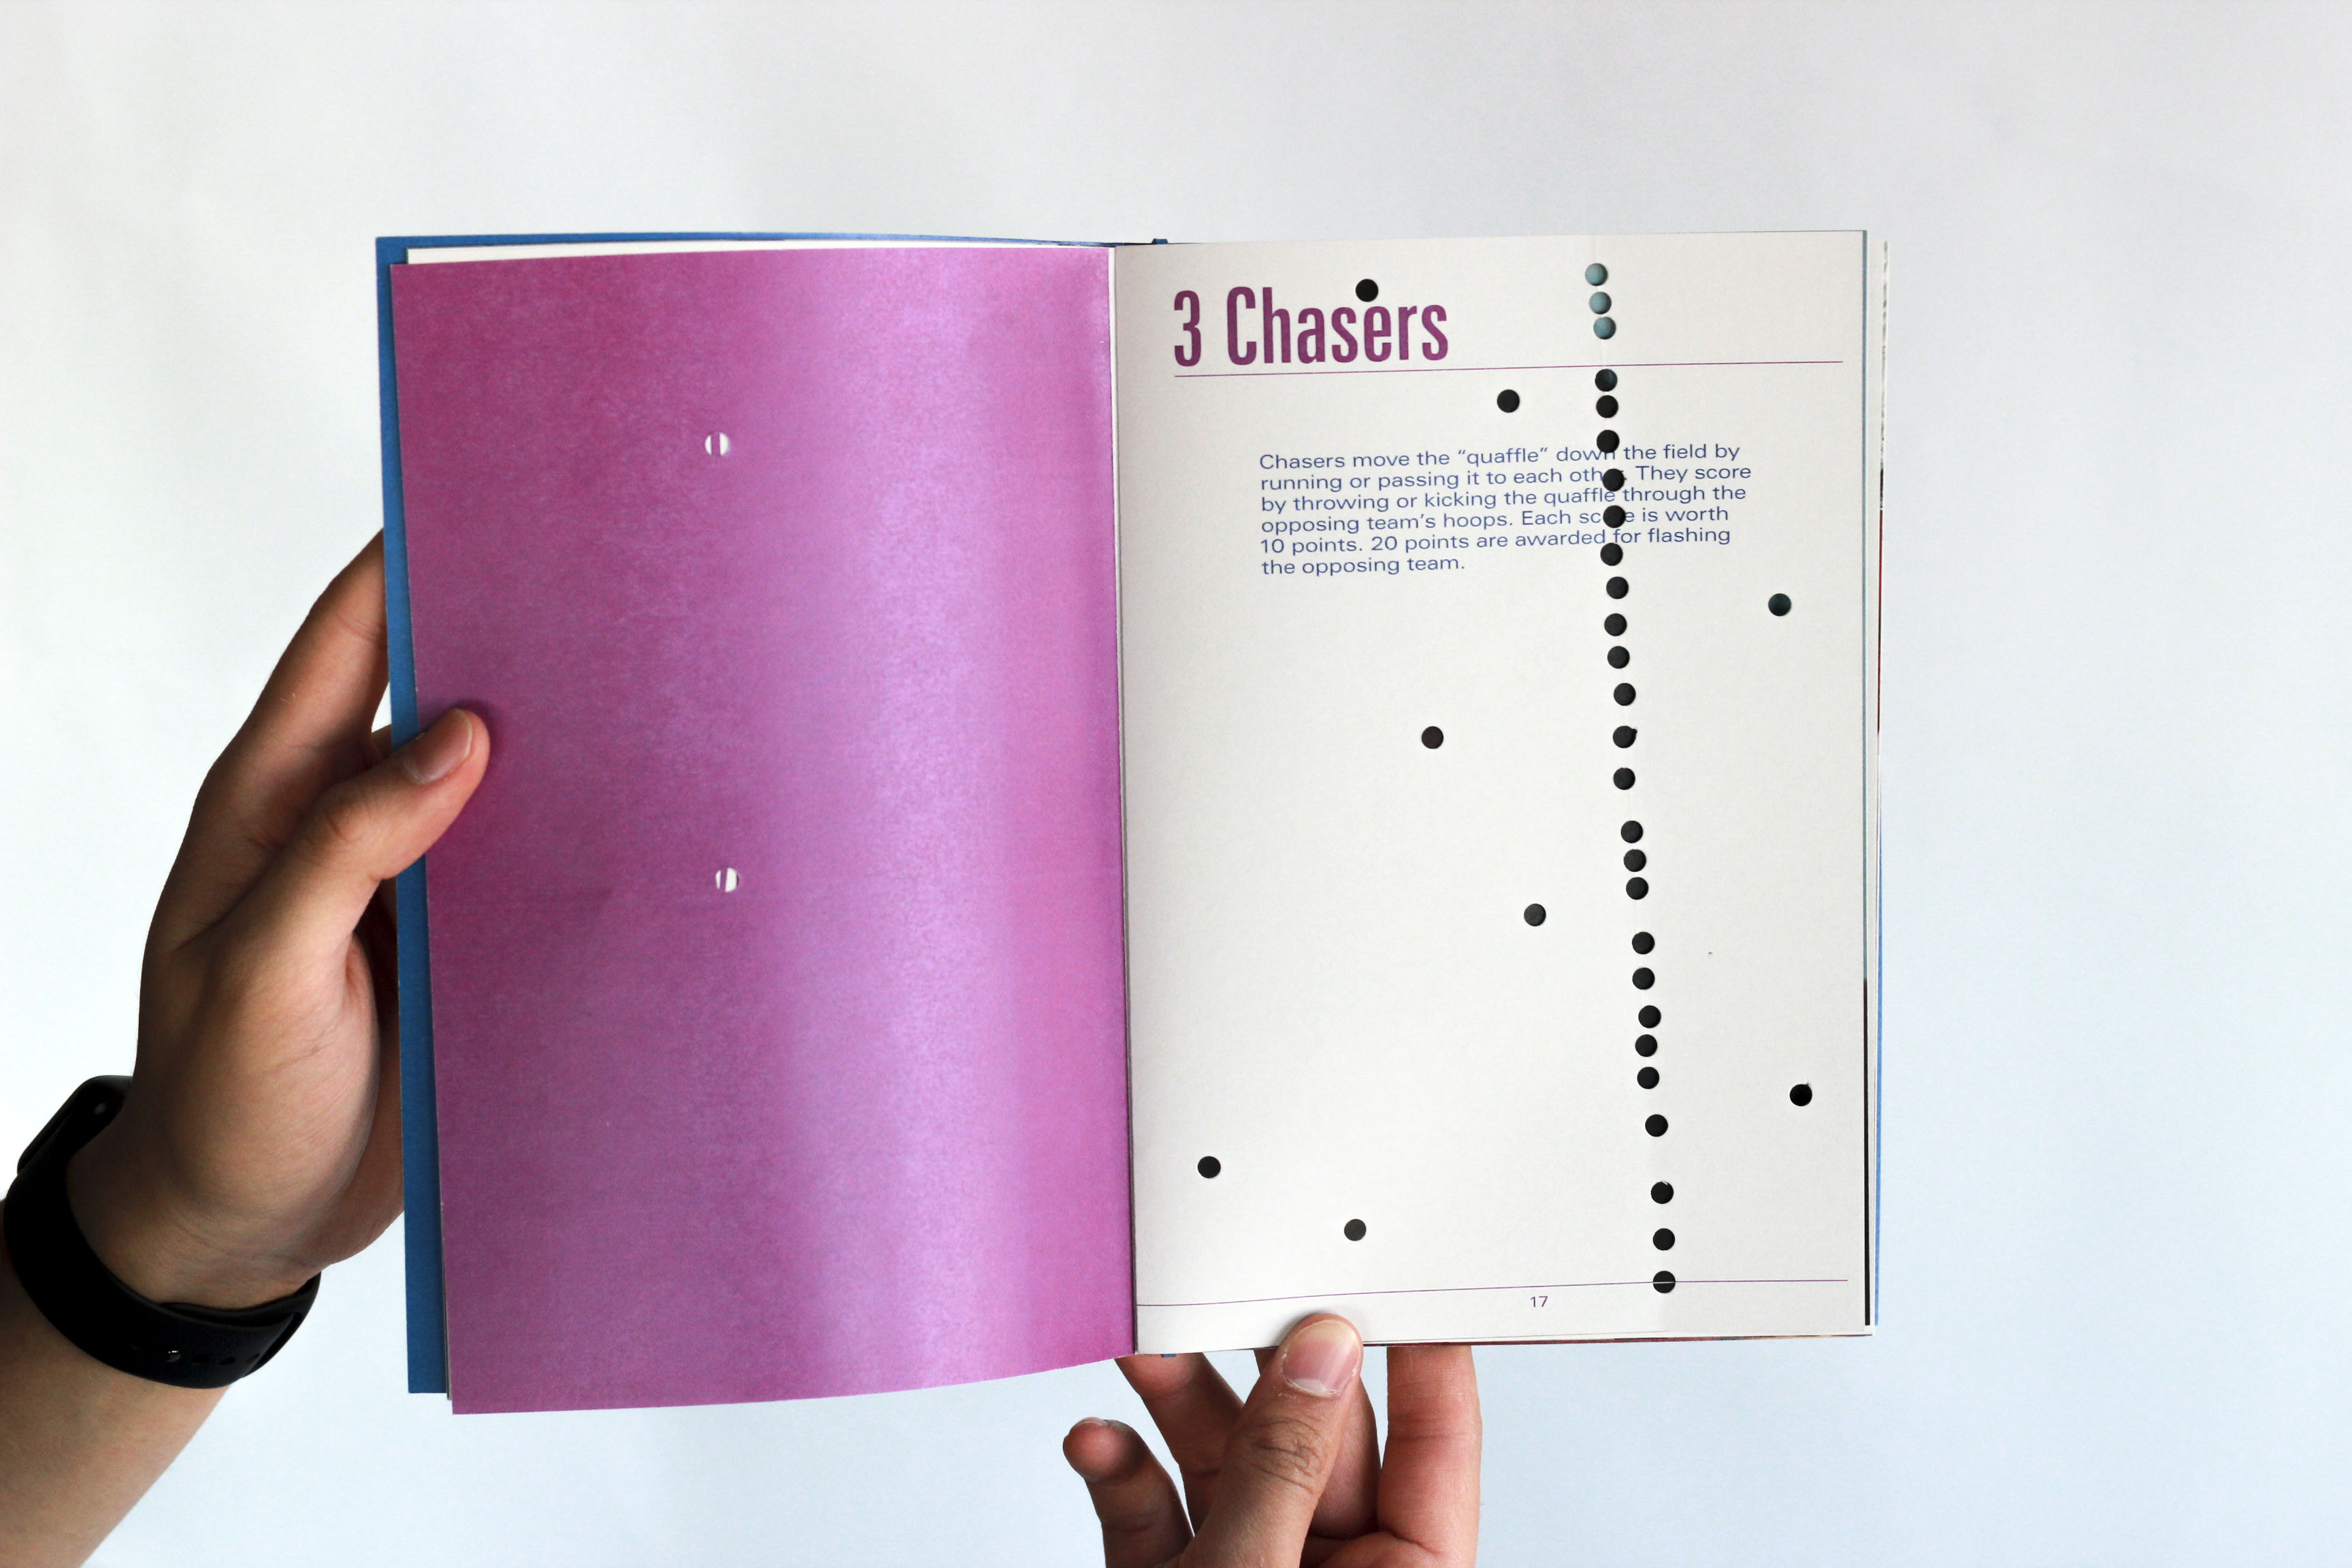 3 Chasers
Chasers move the “quaffle” down the field by
running or passing it to each oth. They score
by throwing or kicking the quaffle through the
opposing team’s hoops. Each sc e is worth
10 points. 20 points are awarded for flashing
the opposing team.
17